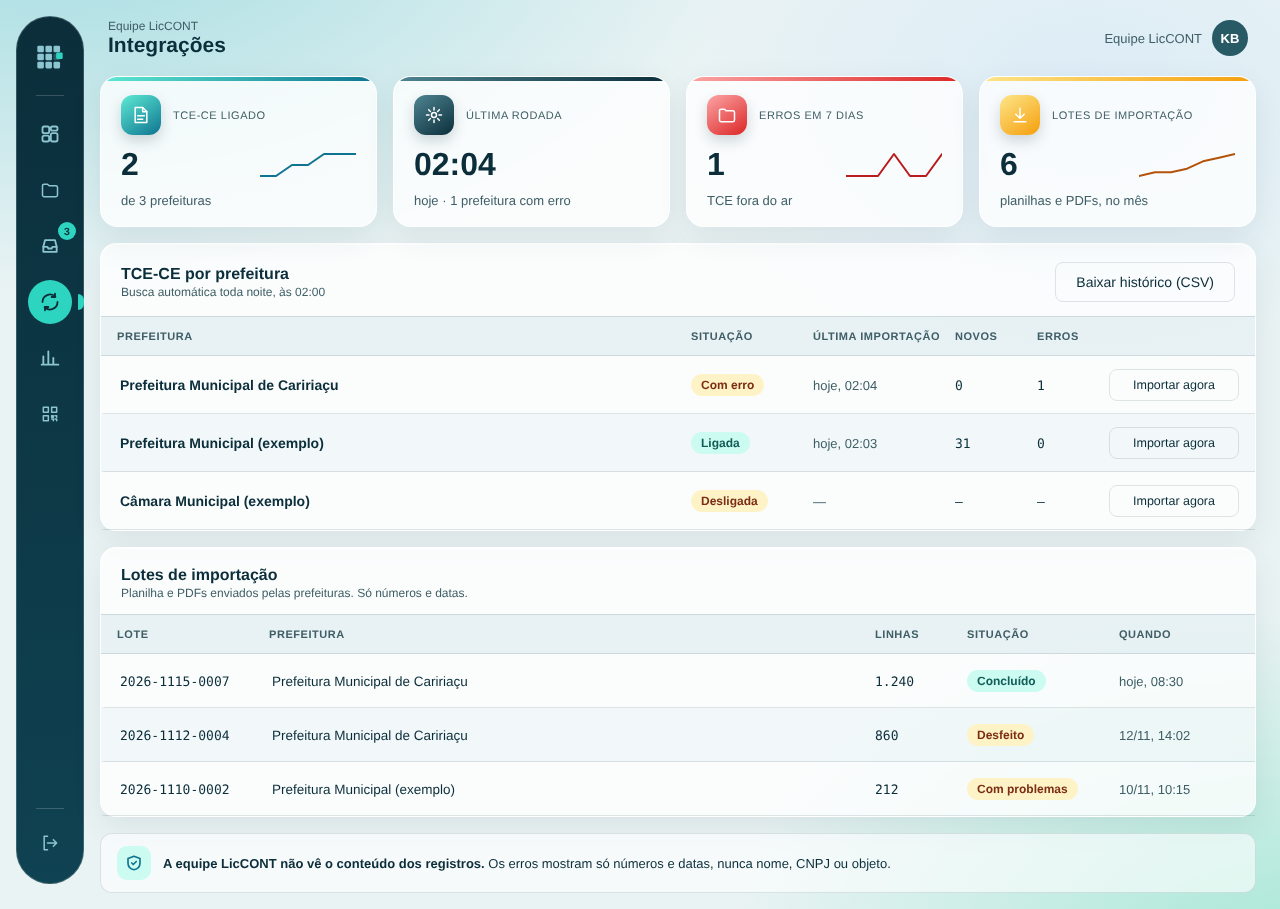 Equipe LicCONT
Integrações
Equipe LicCONT
KB
3
TCE-CE LIGADO
2
de 3 prefeituras
ÚLTIMA RODADA
02:04
hoje · 1 prefeitura com erro
ERROS EM 7 DIAS
1
TCE fora do ar
LOTES DE IMPORTAÇÃO
6
planilhas e PDFs, no mês
TCE-CE por prefeitura
Busca automática toda noite, às 02:00
Baixar histórico (CSV)
PREFEITURA SITUAÇÃO ÚLTIMA IMPORTAÇÃO NOVOS ERROS
Prefeitura Municipal de Caririaçu Com erro hoje, 02:04 0 1 Importar agora
Prefeitura Municipal (exemplo) Ligada hoje, 02:03 31 0 Importar agora
Câmara Municipal (exemplo) Desligada — — — Importar agora
Lotes de importação
Planilha e PDFs enviados pelas prefeituras. Só números e datas.
LOTE PREFEITURA LINHAS SITUAÇÃO QUANDO
2026-1115-0007 Prefeitura Municipal de Caririaçu 1.240 Concluído hoje, 08:30
2026-1112-0004 Prefeitura Municipal de Caririaçu 860 Desfeito 12/11, 14:02
2026-1110-0002 Prefeitura Municipal (exemplo) 212 Com problemas 10/11, 10:15
A equipe LicCONT não vê o conteúdo dos registros. Os erros mostram só números e datas, nunca nome, CNPJ ou objeto.